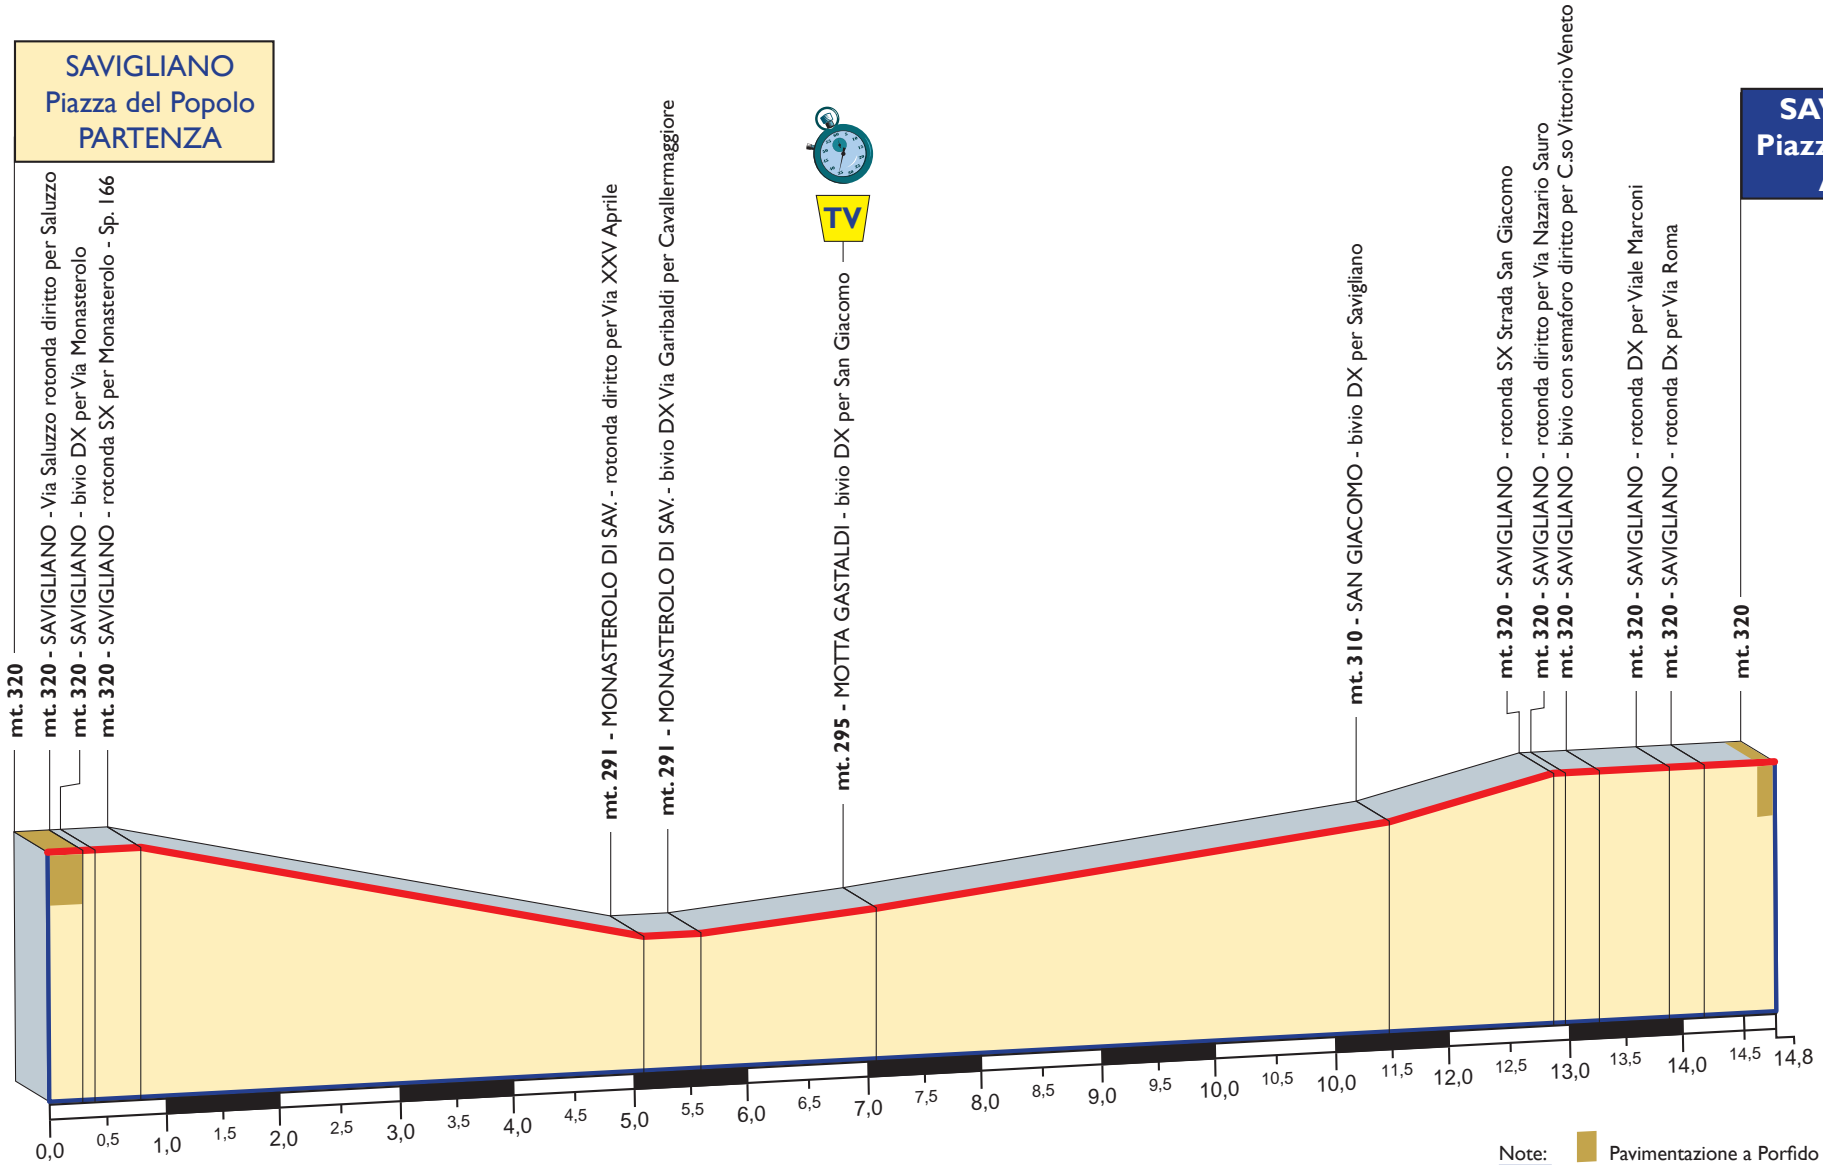 SAVIGLIANO
Piazza del Popolo
PARTENZA
mt. 320
mt. 320 - SAVIGLIANO - Via Saluzzo rotonda diritto per Saluzzo
mt. 320 - SAVIGLIANO - bivio DX per Via Monasterolo
mt. 320 - SAVIGLIANO - rotonda SX per Monasterolo - Sp. 166
mt. 291 - MONASTEROLO DI SAV. - rotonda diritto per Via XXV Aprile
mt. 291 - MONASTEROLO DI SAV. - bivio DX Via Garibaldi per Cavallermaggiore
TV
mt. 295 - MOTTA GASTALDI - bivio DX per San Giacomo
mt. 310 - SAN GIACOMO - bivio DX per Savigliano
mt. 320 - SAVIGLIANO - rotonda SX Strada San Giacomo
mt. 320 - SAVIGLIANO - rotonda diritto per Via Nazario Sauro
mt. 320 - SAVIGLIANO - bivio con semaforo diritto per C.so Vittorio Veneto
mt. 320 - SAVIGLIANO - rotonda DX per Viale Marconi
mt. 320 - SAVIGLIANO - rotonda Dx per Via Roma
mt. 320
0,0 0,5 1,0 1,5 2,0 2,5 3,0 3,5 4,0 4,5 5,0 5,5 6,0 6,5 7,0 7,5 8,0 8,5 9,0 9,5 10,0 10,5 10,0 11,5 12,0 12,5 13,0 13,5 14,0 14,5 14,8
Note: Pavimentazione a Porfido